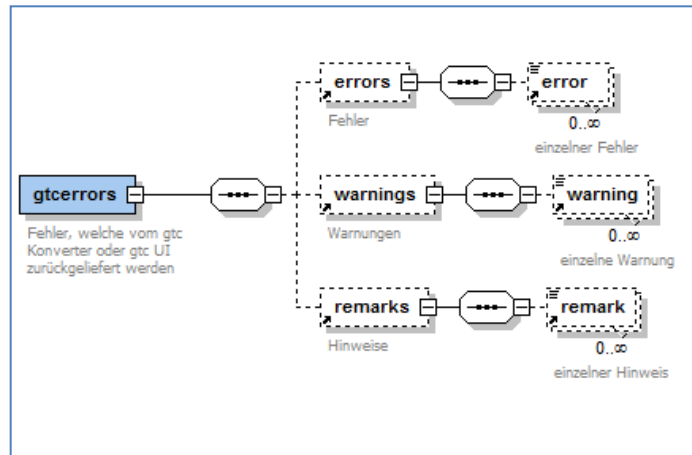 errors
Fehler
error
0..∞
einzelner Fehler
gtcerrors
Fehler, welche vom gtc
Konverter oder gtc UI
zurückgeliefert werden
warnings
Warnungen
warning
0..∞
einzelne Warnung
remarks
Hinweise
remark
0..∞
einzelner Hinweis